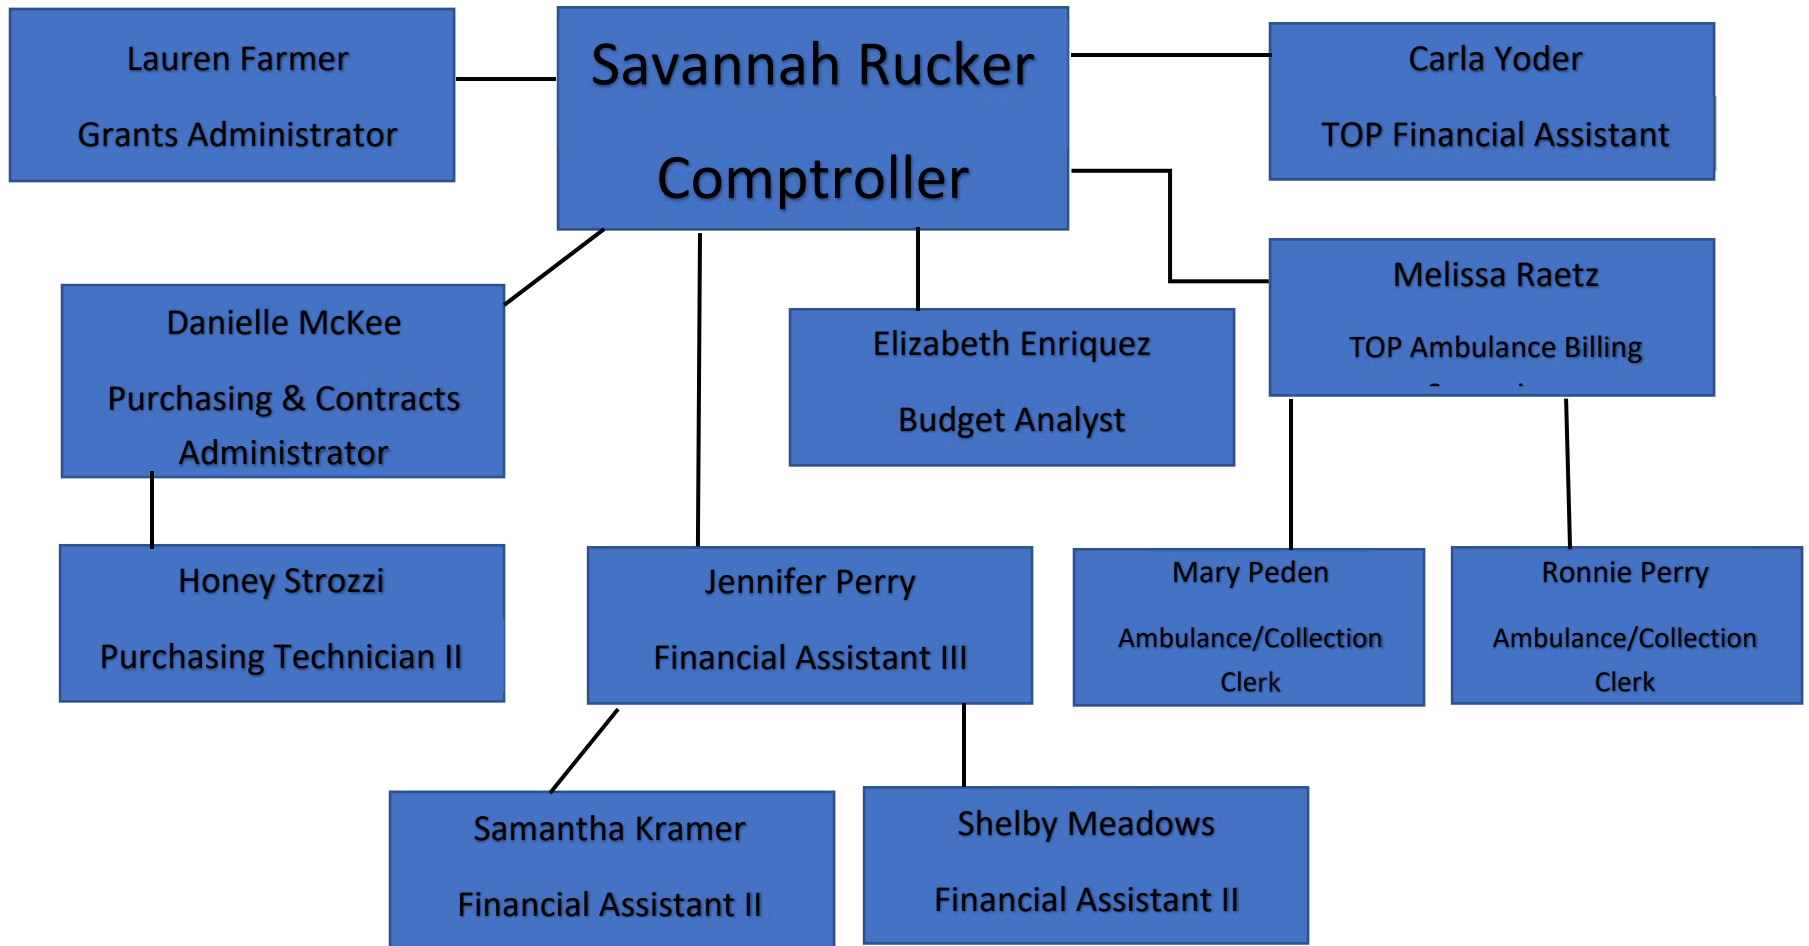 Lauren Farmer
Grants Administrator
Savannah Rucker
Comptroller
Carla Yoder
TOP Financial Assistant
Danielle McKee
Purchasing & Contracts
Administrator
Elizabeth Enriquez
Budget Analyst
Melissa Raetz
TOP Ambulance Billing
Honey Strozzi
Purchasing Technician II
Jennifer Perry
Financial Assistant III
Mary Peden
Ambulance/Collection
Clerk
Ronnie Perry
Ambulance/Collection
Clerk
Samantha Kramer
Financial Assistant II
Shelby Meadows
Financial Assistant II